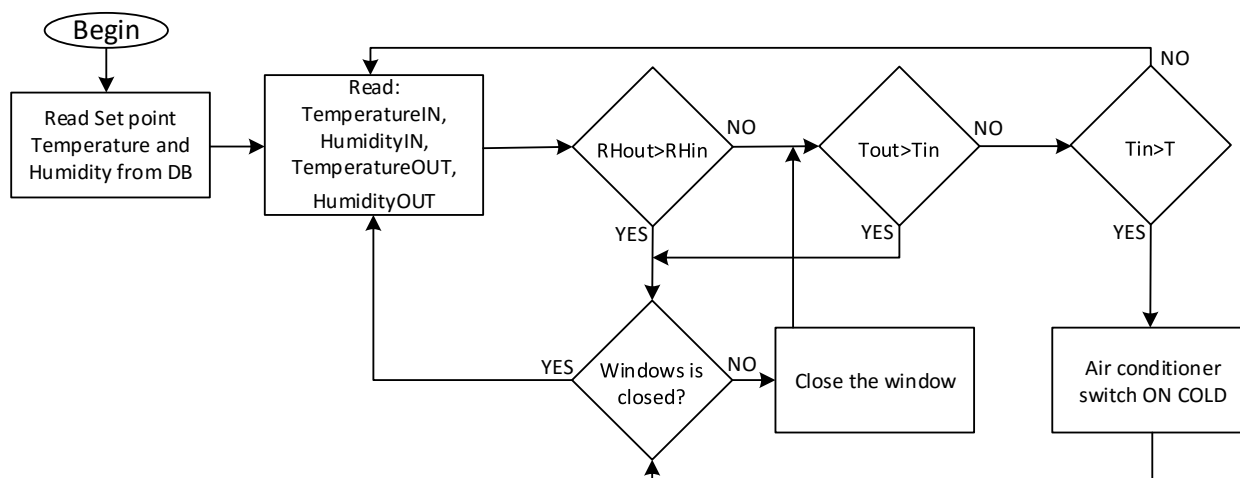 Begin
Read Set point
Temperature and
Humidity from DB
Read:
TemperatureIN,
HumidityIN,
TemperatureOUT,
HumidityOUT
RHout>RHin
NO
YES
Tout>Tin
NO
YES
Tin>T
NO
YES
Windows is
closed?
YES
NO
Close the window
Air conditioner
switch ON COLD